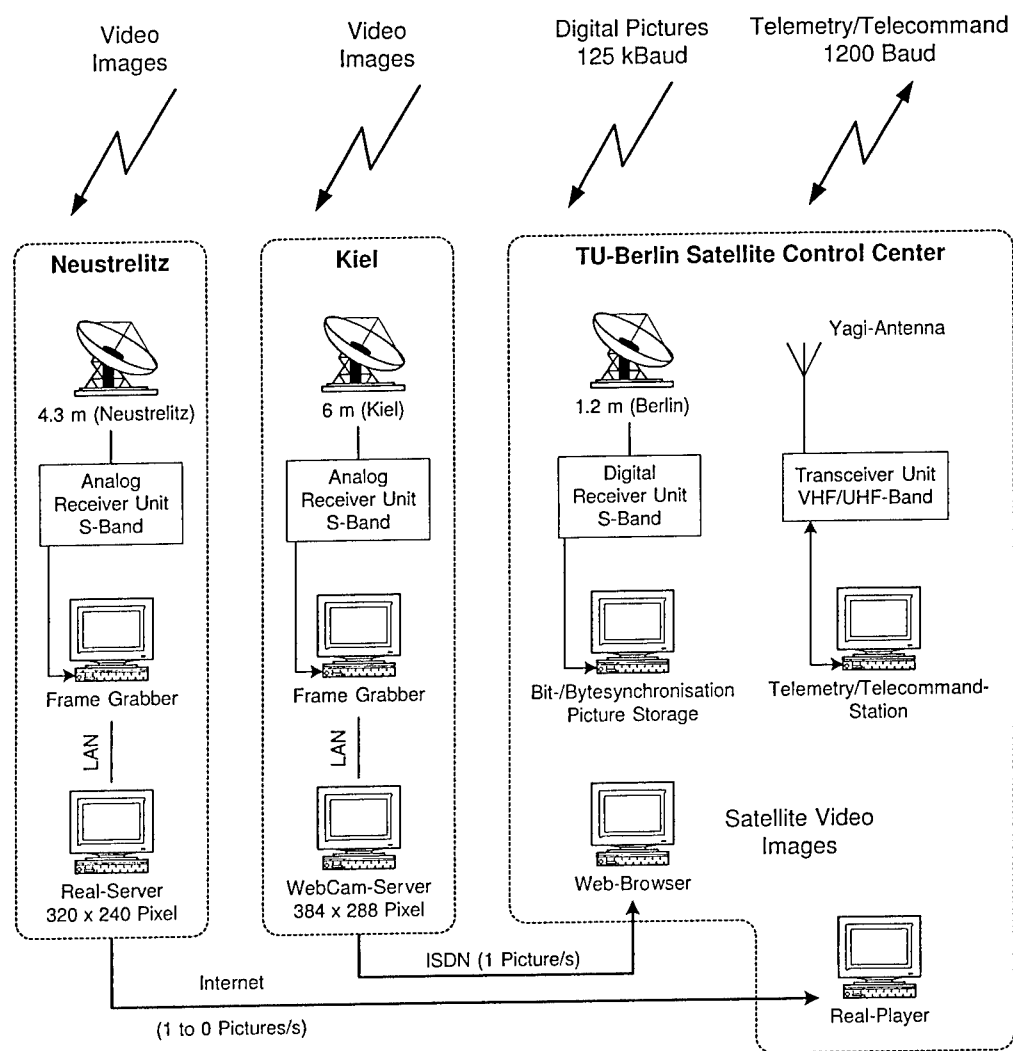 Video
Images
Video
Images
Digital Pictures
125 kBaud
Telemetry/Telecommand
1200 Baud
Neustrelitz
4.3 m (Neustrelitz)
Analog
Receiver Unit
S-Band
Frame Grabber
LAN
Real-Server
320 x 240 Pixel
Kiel
6 m (Kiel)
Analog
Receiver Unit
S-Band
Frame Grabber
LAN
WebCam-Server
384 x 288 Pixel
TU-Berlin Satellite Control Center
1.2 m (Berlin)
Digital
Receiver Unit
S-Band
Bit-/Bytesynchronisation
Picture Storage
Yagi-Antenna
Transceiver Unit
VHF/UHF-Band
Telemetry/Telecommand-
Station
Web-Browser
Satellite Video
Images
ISDN (1 Picture/s)
Internet
(1 to 0 Pictures/s)
Real-Player